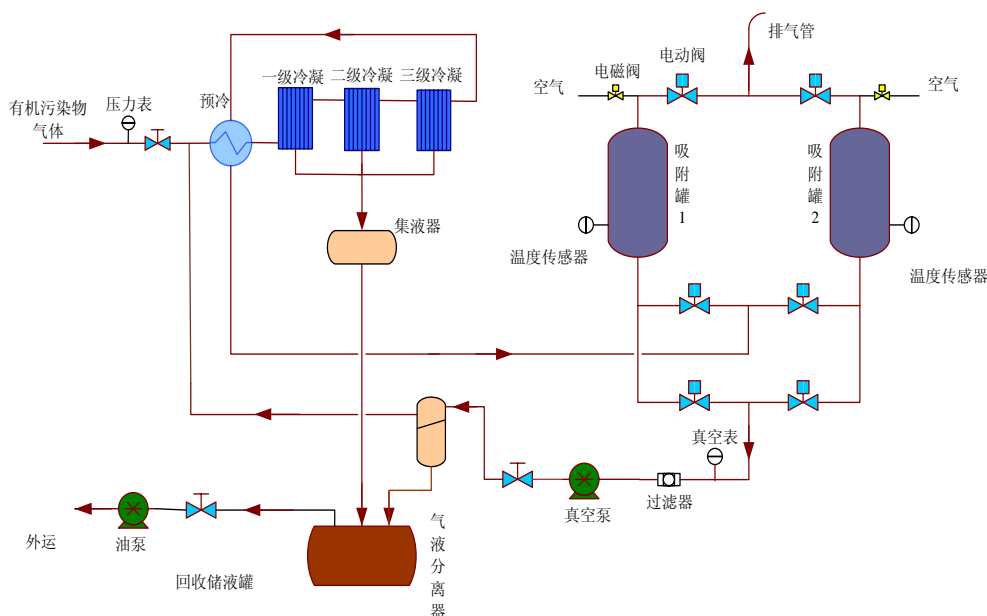 排气管
电动阀
电磁阀
空气
空气
一级冷凝
二级冷凝
三级冷凝
预冷
压力表
有机污染物
气体
吸附罐1
吸附罐2
集液器
温度传感器
温度传感器
真空表
过滤器
真空泵
气液分离器
油泵
外运
回收储液罐